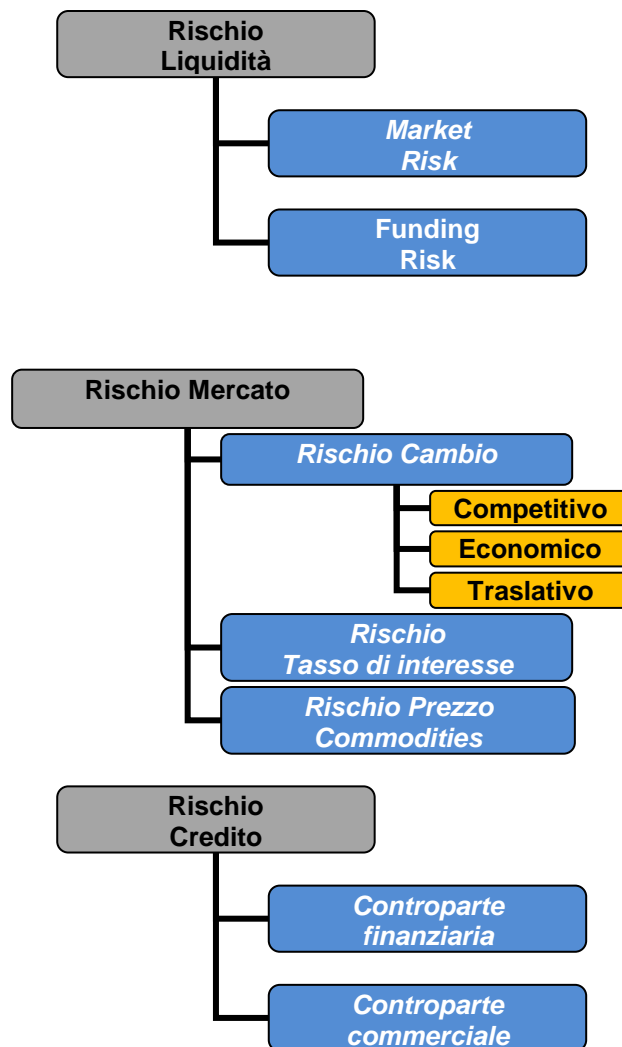 Rischio
Liquidità
Market
Risk
Funding
Risk
Rischio Mercato
Rischio Cambio
Competitivo
Economico
Traslativo
Rischio
Tasso di interesse
Rischio Prezzo
Commodities
Rischio
Credito
Controparte
finanziaria
Controparte
commerciale